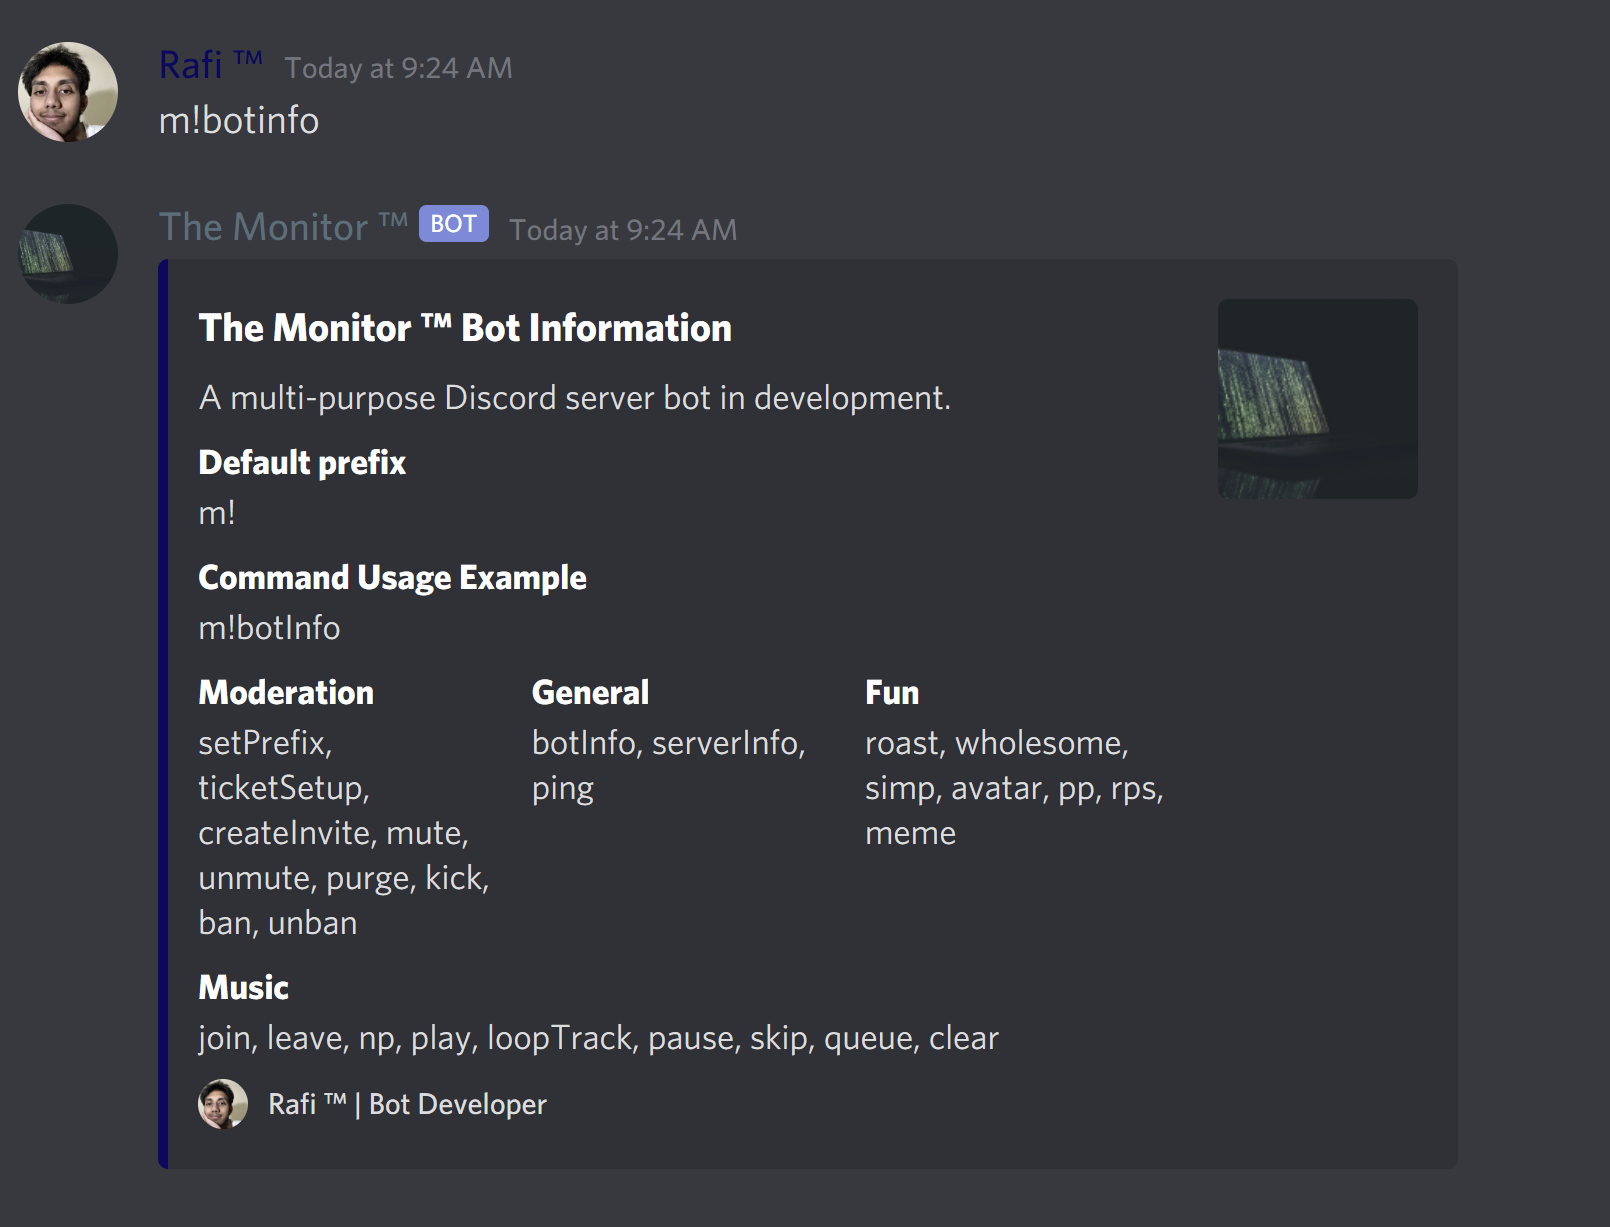 Rafi ™ Today at 9:24 AM
m!botinfo
The Monitor ™ BOT Today at 9:24 AM
The Monitor ™ Bot Information
A multi-purpose Discord server bot in development.
Default prefix
m!
Command Usage Example
m!botInfo
Moderation
setPrefix,
ticketSetup,
createInvite, mute,
unmute, purge, kick,
ban, unban
General
botInfo, serverInfo,
ping
Fun
roast, wholesome,
simp, avatar, pp, rps,
meme
Music
join, leave, np, play, loopTrack, pause, skip, queue, clear
Rafi ™ | Bot Developer